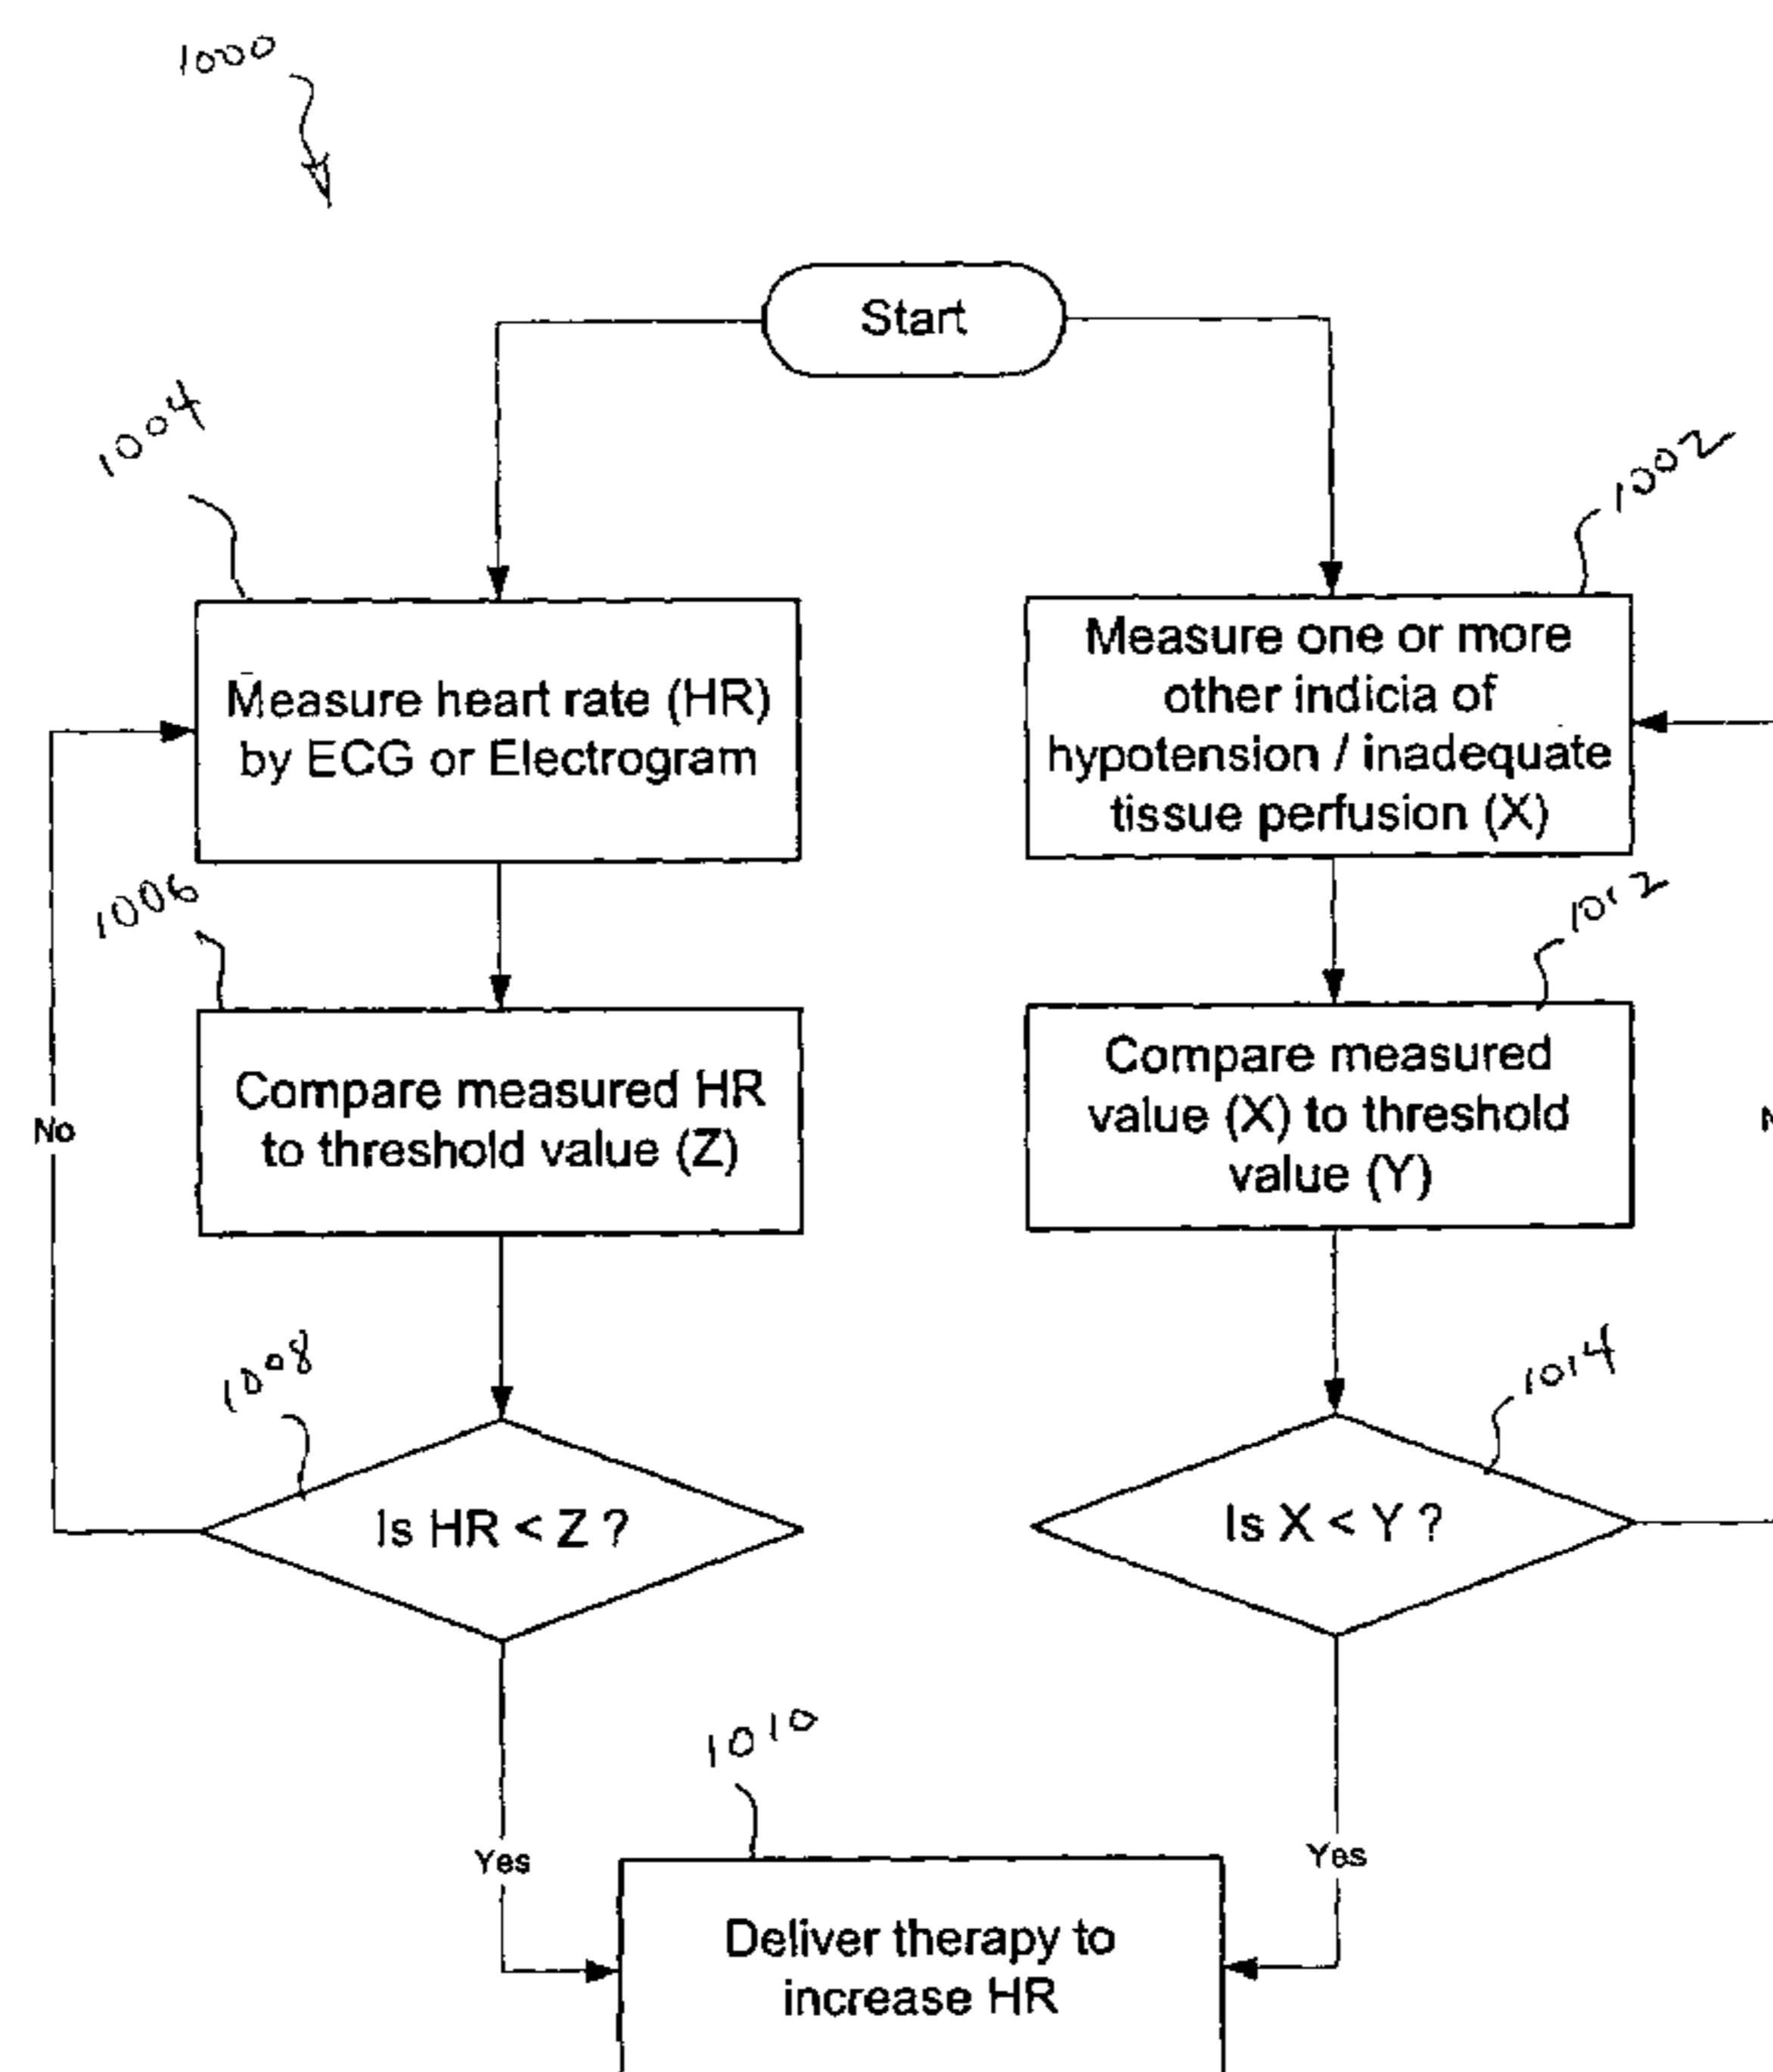 1000
Start
1004
1002
Measure heart rate (HR)
by ECG or Electrogram
Measure one or more
other indicia of
hypotension / inadequate
tissue perfusion (X)
1006
1012
Compare measured HR
to threshold value (Z)
Compare measured
value (X) to threshold
value (Y)
No
1008
1014
Is HR < Z ?
Is X < Y ?
1010
Yes
Yes
Deliver therapy to
increase HR